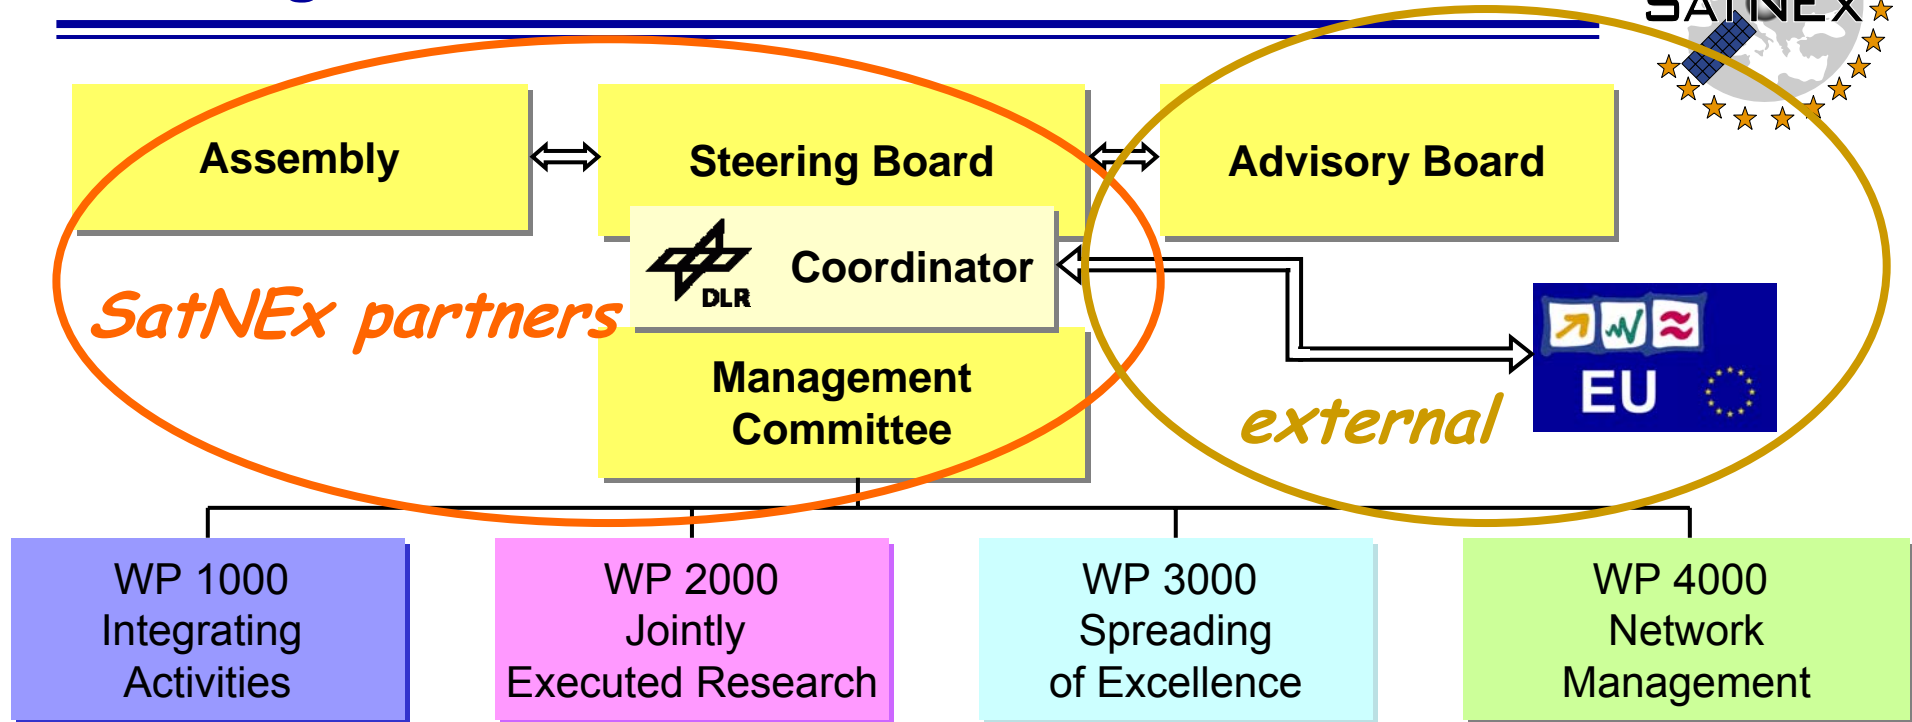 SATNEX
Assembly
Steering Board
Advisory Board
DLR
Coordinator
SatNEx partners
Management
Committee
EU
external
WP 1000
Integrating
Activities
WP 2000
Jointly
Executed Research
WP 3000
Spreading
of Excellence
WP 4000
Network
Management